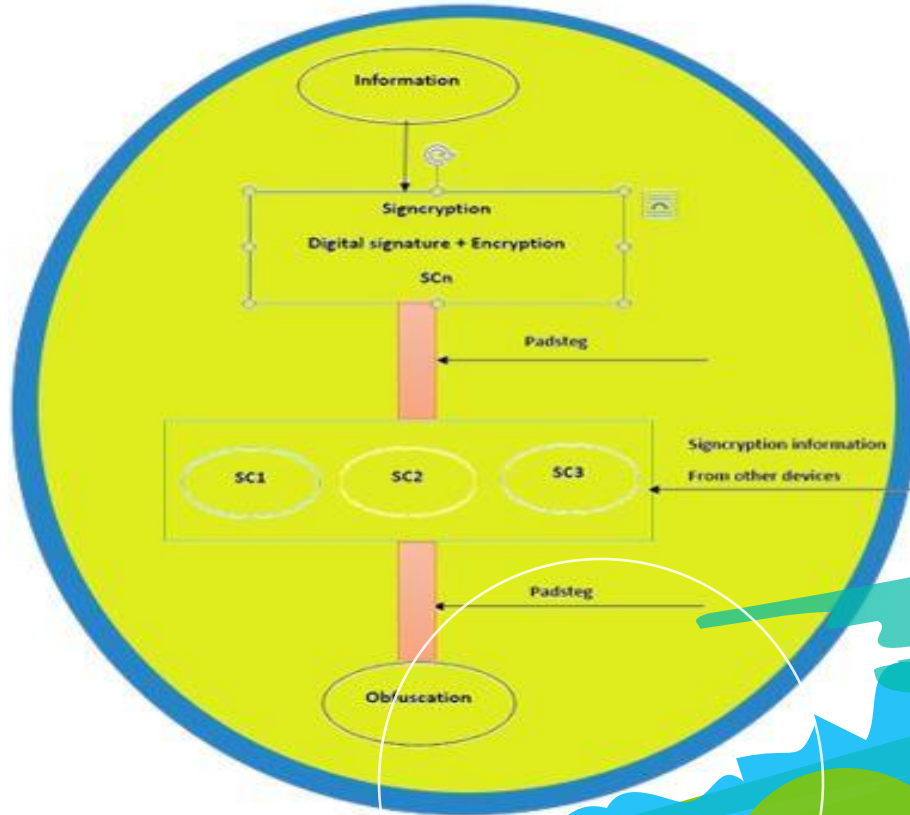 Information
Signcryption
Digital signature + Encryption
SCn
Padsteg
Signcryption information
From other devices
SC1
SC2
SC3
Padsteg
Obfuscation